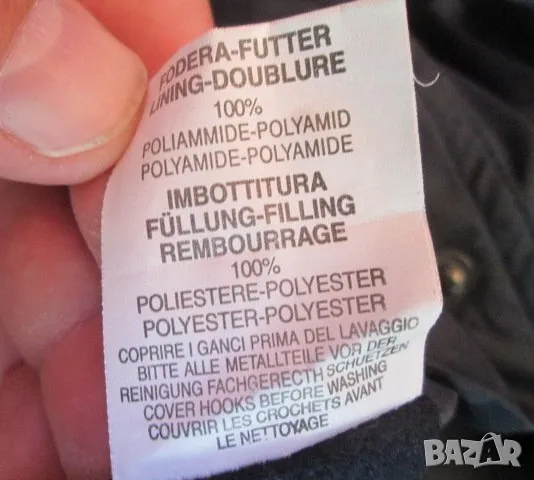 FODERA-FUTTER
LINING-DOUBLURE
100%
POLIAMMIDE-POLYAMID
POLYAMIDE-POLYAMIDE
IMBOTTITURA
FÜLLUNG-FILLING
REMBOURRAGE
100%
POLIESTERE-POLYESTER
POLYESTER-POLYESTER
COPRIRE I GANCI PRIMA DEL LAVAGGIO
BITTE ALLE METALLTEILE VOR DER
REINIGUNG FACHGERECTH SCHUETZEN
COVER HOOKS BEFORE WASHING
COUVRIR LES CROCHETS AVANT
LE NETTOYAGE
BAZAR